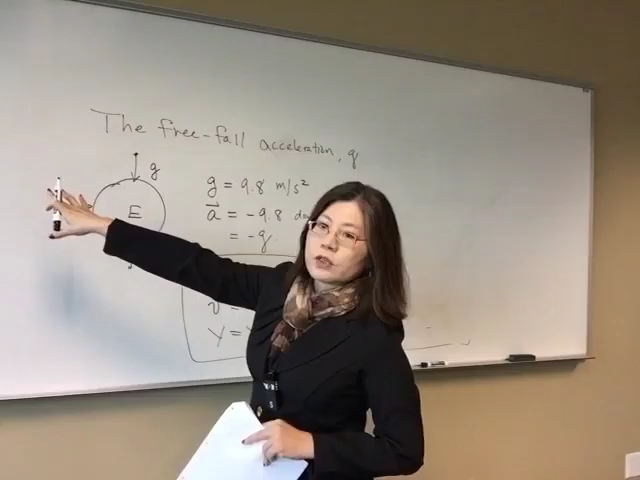 The free-fall acceleration, g
g
E
g = 9.8 m/s²
a⃗ = -9.8
= -g
v =
Y =